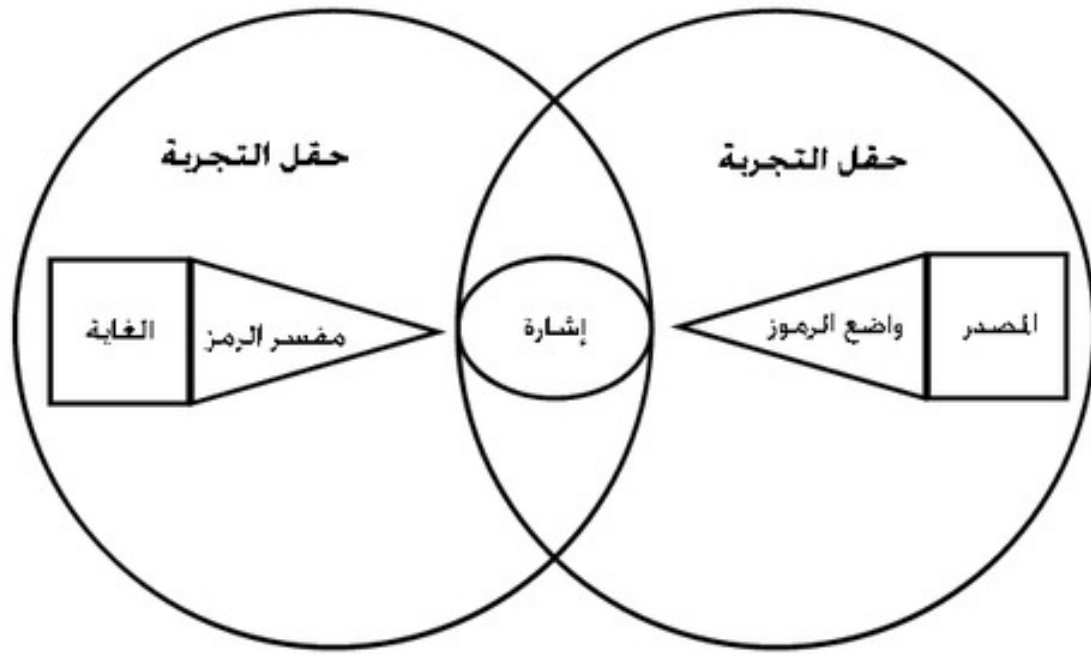 حقل التجربة
حقل التجربة
المصدر
واضع الرموز
إشارة
مفسر الرمز
الغاية